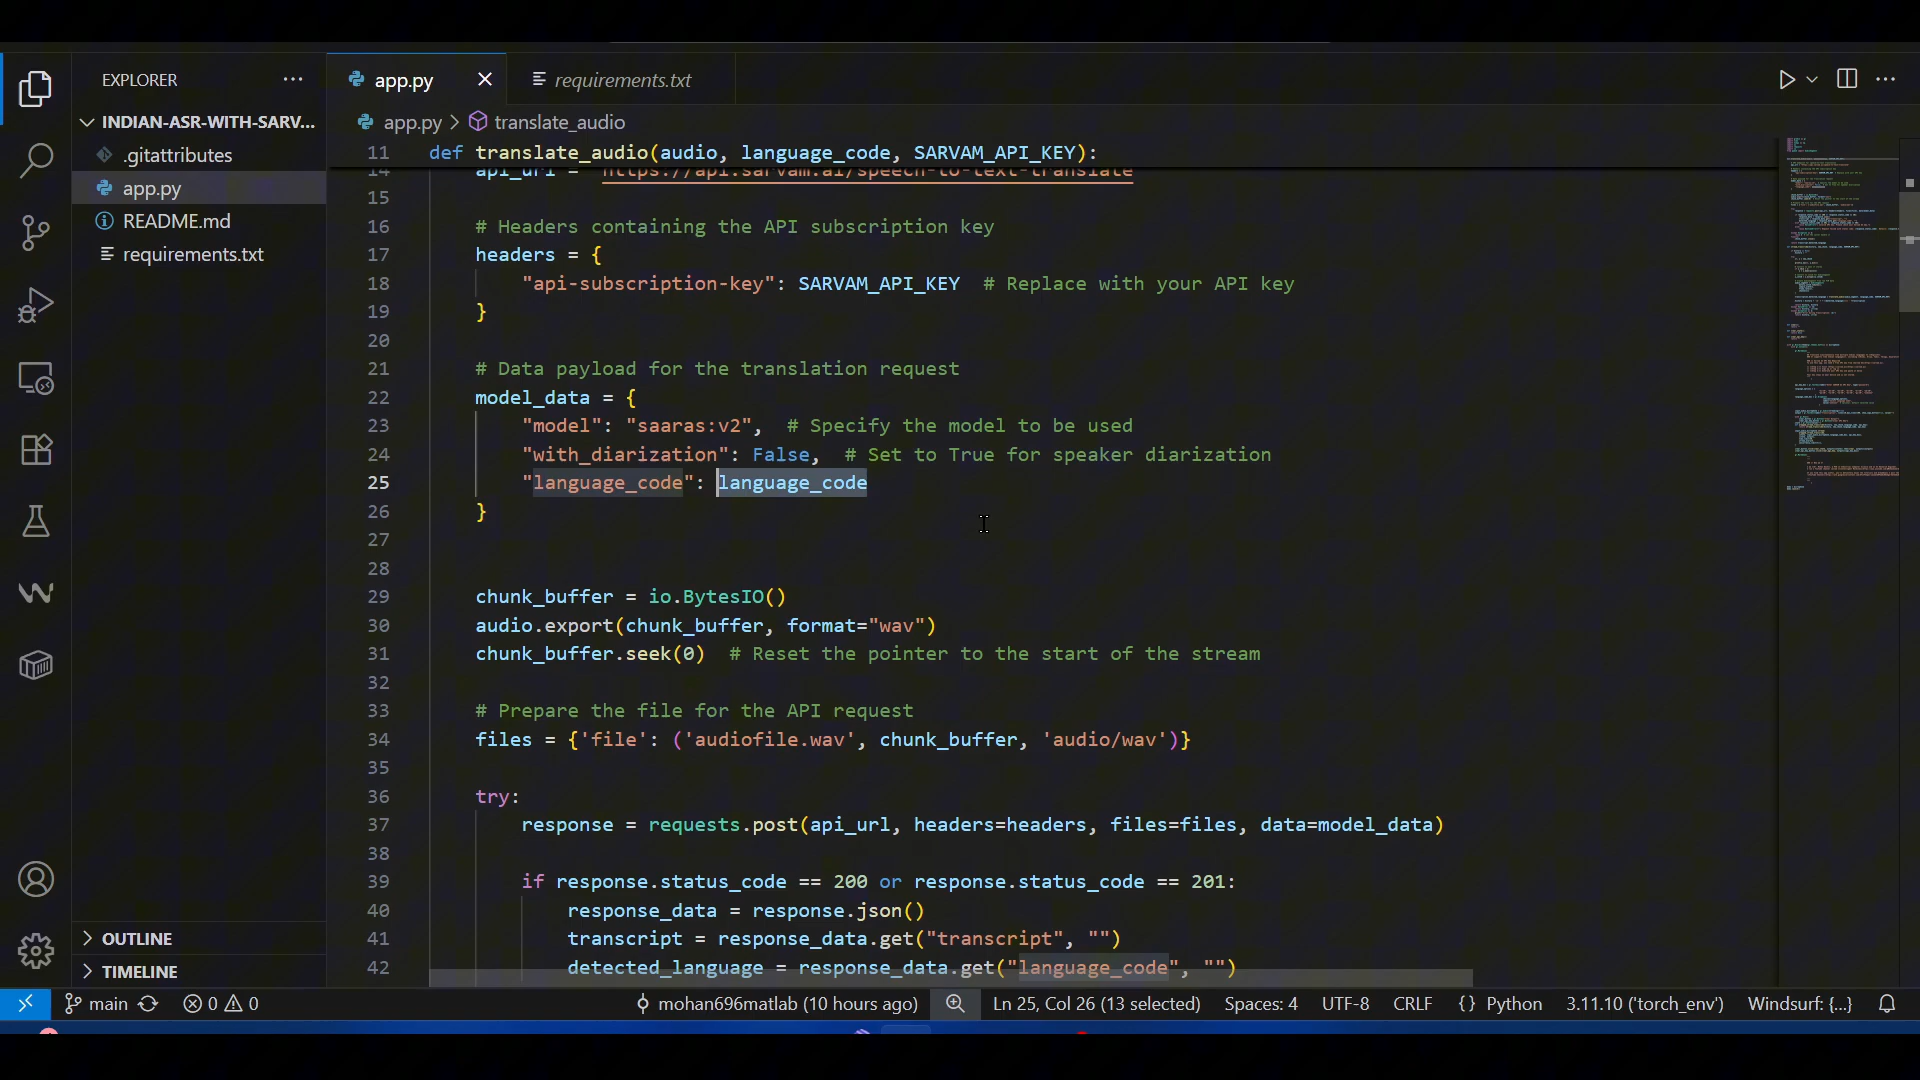 EXPLORER
app.py
requirements.txt
INDIAN-ASR-WITH-SARV...
.gitattributes
app.py
README.md
requirements.txt
app.py > translate_audio
11 def translate_audio(audio, language_code, SARVAM_API_KEY):
api_url = "https://api.sarvam.ai/speech-to-text-translate"
15
16 # Headers containing the API subscription key
17 headers = {
18 "api-subscription-key": SARVAM_API_KEY # Replace with your API key
19 }
20
21 # Data payload for the translation request
22 model_data = {
23 "model": "saaras:v2", # Specify the model to be used
24 "with_diarization": False, # Set to True for speaker diarization
25 "language_code": language_code
26 }
27
28
29 chunk_buffer = io.BytesIO()
30 audio.export(chunk_buffer, format="wav")
31 chunk_buffer.seek(0) # Reset the pointer to the start of the stream
32
33 # Prepare the file for the API request
34 files = {'file': ('audiofile.wav', chunk_buffer, 'audio/wav')}
35
36 try:
37 response = requests.post(api_url, headers=headers, files=files, data=model_data)
38
39 if response.status_code == 200 or response.status_code == 201:
40 response_data = response.json()
41 transcript = response_data.get("transcript", "")
42 detected_language = response_data.get("language_code", "")
OUTLINE
TIMELINE
main
0 0
mohan696matlab (10 hours ago)
Ln 25, Col 26 (13 selected)
Spaces: 4
UTF-8
CRLF
{} Python
3.11.10 ('torch_env')
Windsurf: {...}